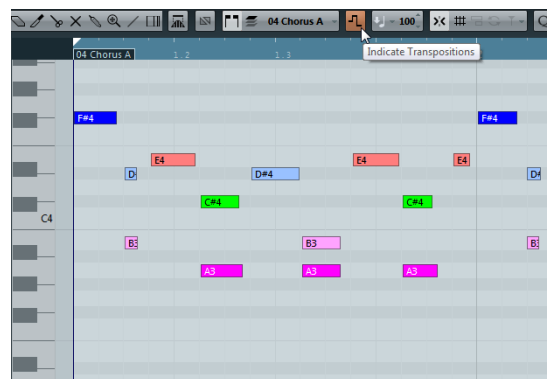 04 Chorus A 100
Indicate Transpositions
04 Chorus A 1.2 1.3
F#4 F#4
E4 E4 E4
D D#4 D#
C#4 C#4
C4
B3 B3 B3
A3 A3 A3